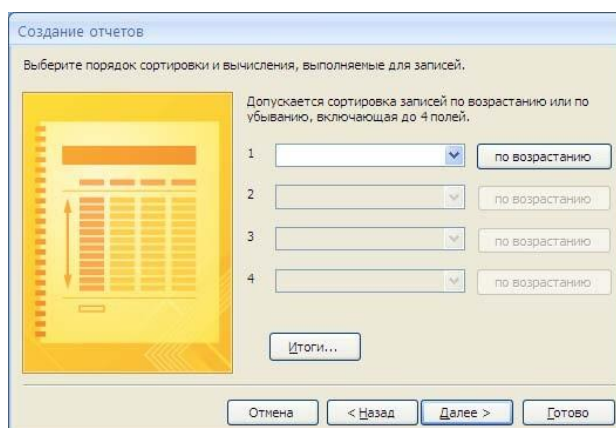 Создание отчетов
Выберите порядок сортировки и вычисления, выполняемые для записей.
Допускается сортировка записей по возрастанию или по
убыванию, включающая до 4 полей.
1 по возрастанию
2 по возрастанию
3 по возрастанию
4 по возрастанию
Итоги...
Отмена < Назад Далее > Готово